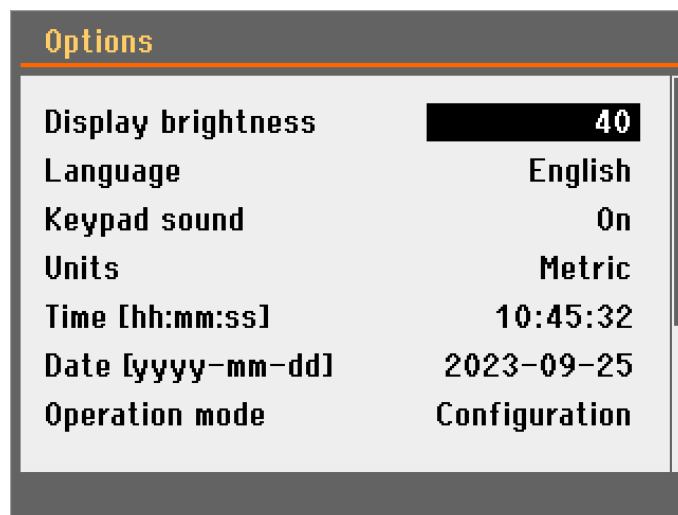 Options
Display brightness 40
Language English
Keypad sound On
Units Metric
Time [hh:mm:ss] 10:45:32
Date [yyyy-mm-dd] 2023-09-25
Operation mode Configuration